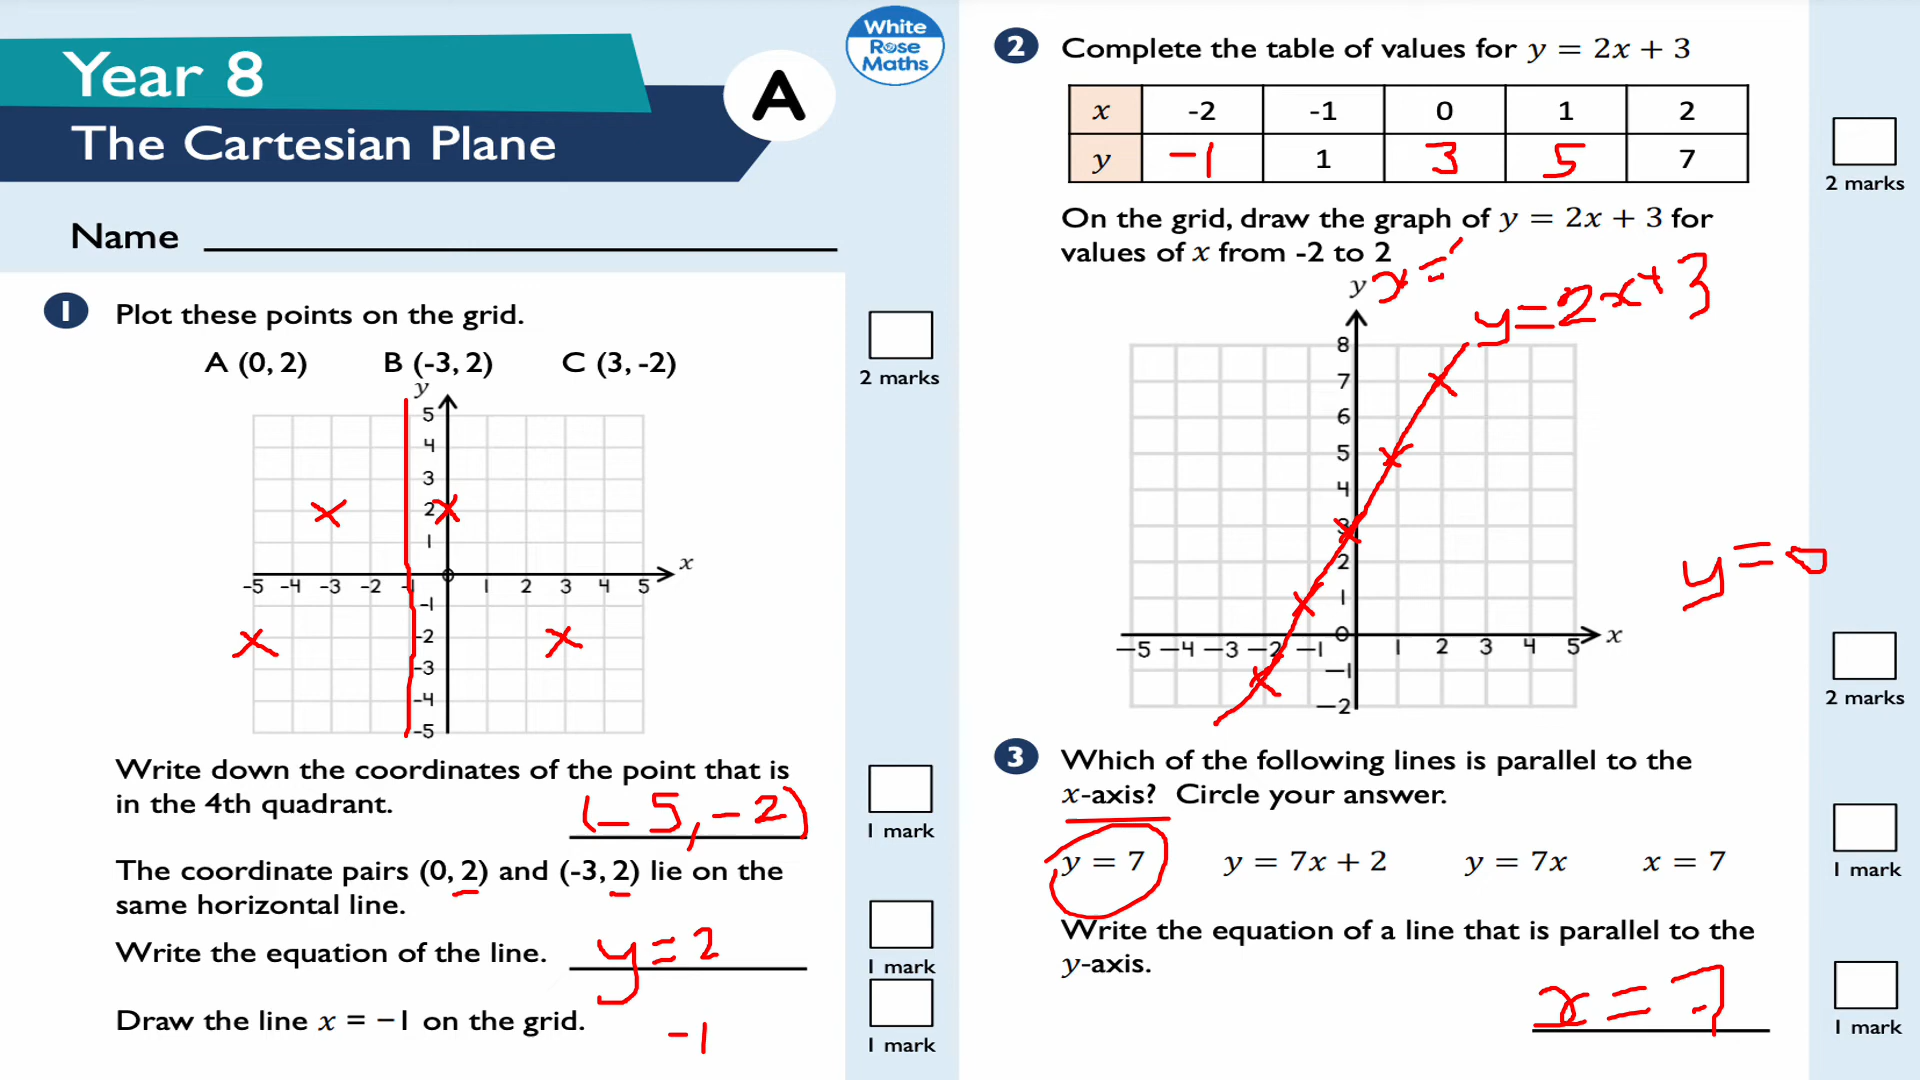 Year 8
The Cartesian Plane
A
White
Rose
Maths
Name
1 Plot these points on the grid.
A (0, 2) B (-3, 2) C (3, -2)
2 marks
y
5
4
3
2
1
x
-5 -4 -3 -2 -1 0 1 2 3 4 5
-1
-2
-3
-4
-5
Write down the coordinates of the point that is
in the 4th quadrant.
(-5, -2)
1 mark
The coordinate pairs (0, 2) and (-3, 2) lie on the
same horizontal line.
Write the equation of the line. y = 2
1 mark
Draw the line x = −1 on the grid.
-1
1 mark
2 Complete the table of values for y = 2x + 3
x -2 -1 0 1 2
y -1 1 3 5 7
2 marks
On the grid, draw the graph of y = 2x + 3 for
values of x from -2 to 2
x =
y = 2x + 3
y
8
7
6
5
4
3
2
1
0
y = 0
−5 −4 −3 −2 −1 1 2 3 4 5 x
−1
−2
2 marks
3 Which of the following lines is parallel to the
x-axis? Circle your answer.
y = 7 y = 7x + 2 y = 7x x = 7
1 mark
Write the equation of a line that is parallel to the
y-axis.
x = 7
1 mark